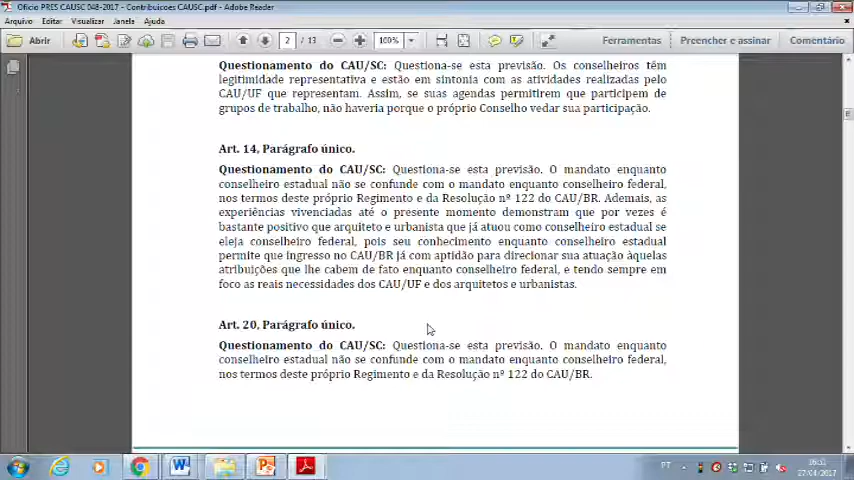 Oficio PRES CAUSC 048-2017 - Contribuicoes CAUSC.pdf - Adobe Reader
Arquivo Editar Visualizar Janela Ajuda
Abrir 2 / 13 100% Ferramentas Preencher e assinar Comentário
Questionamento do CAU/SC: Questiona-se esta previsão. Os conselheiros têm
legitimidade representativa e estão em sintonia com as atividades realizadas pelo
CAU/UF que representam. Assim, se suas agendas permitirem que participem de
grupos de trabalho, não haveria porque o próprio Conselho vedar sua participação.
Art. 14, Parágrafo único.
Questionamento do CAU/SC: Questiona-se esta previsão. O mandato enquanto
conselheiro estadual não se confunde com o mandato enquanto conselheiro federal,
nos termos deste próprio Regimento e da Resolução nº 122 do CAU/BR. Ademais, as
experiências vivenciadas até o presente momento demonstram que por vezes é
bastante positivo que arquiteto e urbanista que já atuou como conselheiro estadual se
eleja conselheiro federal, pois seu conhecimento enquanto conselheiro estadual
permite que ingresso no CAU/BR já com aptidão para direcionar sua atuação àquelas
atribuições que lhe cabem de fato enquanto conselheiro federal, e tendo sempre em
foco as reais necessidades dos CAU/UF e dos arquitetos e urbanistas.
Art. 20, Parágrafo único.
Questionamento do CAU/SC: Questiona-se esta previsão. O mandato enquanto
conselheiro estadual não se confunde com o mandato enquanto conselheiro federal,
nos termos deste próprio Regimento e da Resolução nº 122 do CAU/BR.
PT
27/04/2017